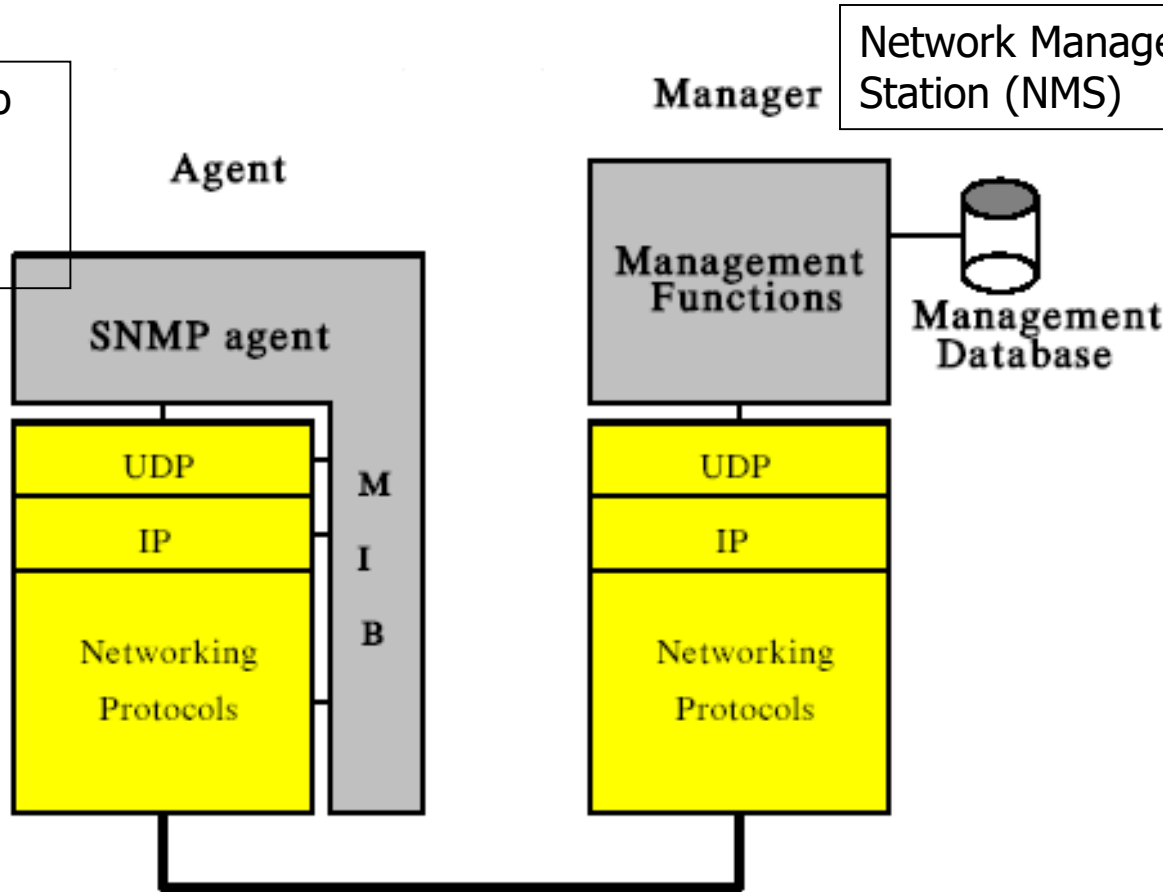 Network Manage
Station (NMS)
Manager
Agent
SNMP agent
UDP
IP
Networking
Protocols
M
I
B
Management
Functions
Management
Database
UDP
IP
Networking
Protocols